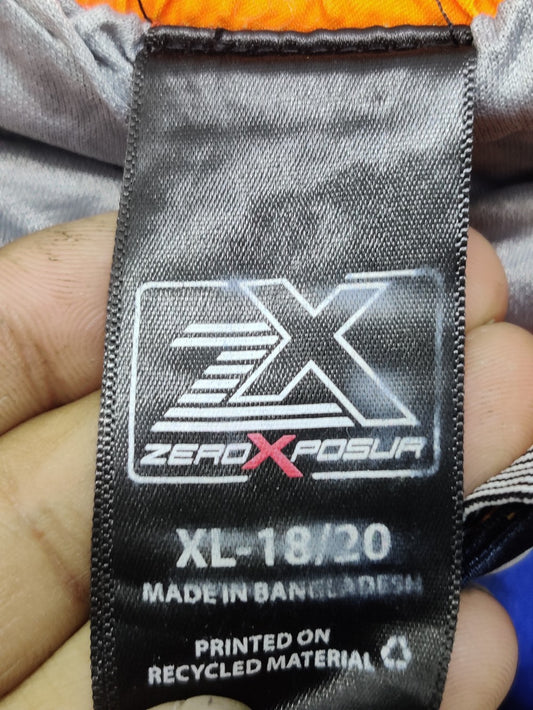 ZX
ZEROXPOSUR
XL-18/20
MADE IN BANGLADESH
PRINTED ON
RECYCLED MATERIAL